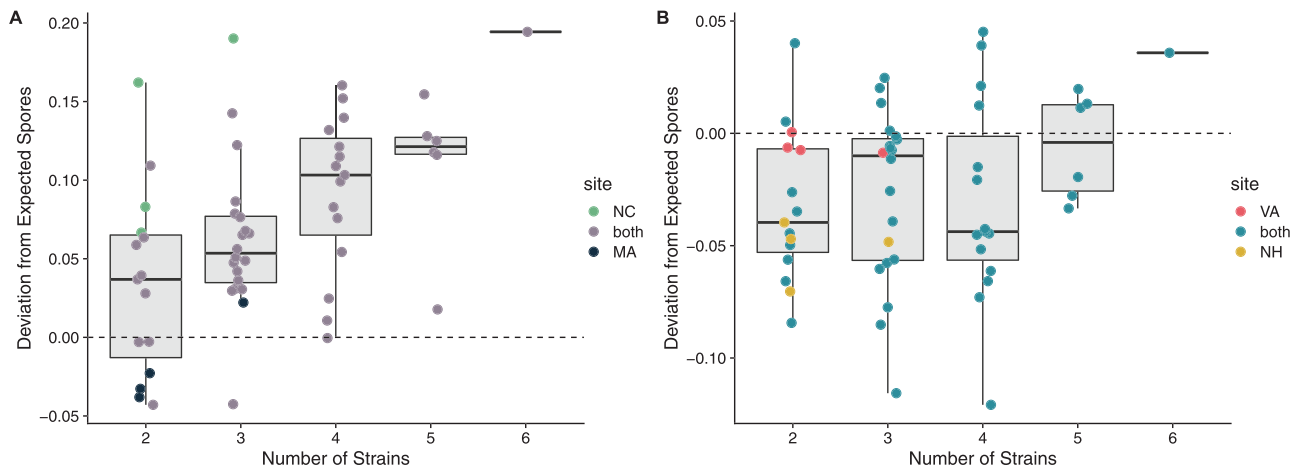 A
Deviation from Expected Spores
0.20
0.15
0.10
0.05
0.00
−0.05
2 3 4 5 6
Number of Strains
site
NC
both
MA
B
Deviation from Expected Spores
0.05
0.00
−0.05
−0.10
2 3 4 5 6
Number of Strains
site
VA
both
NH